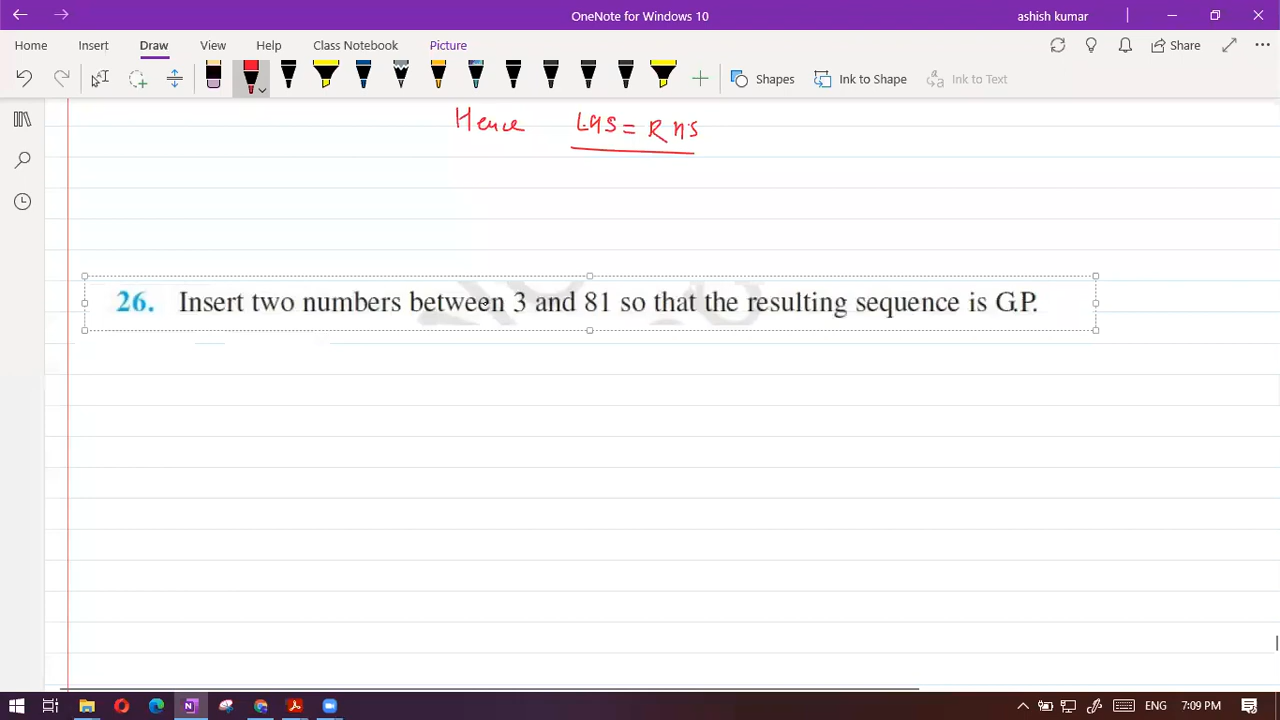 OneNote for Windows 10
ashish kumar
Home Insert Draw View Help Class Notebook Picture
Share
Shapes Ink to Shape Ink to Text
Hence LHS = RHS
26. Insert two numbers between 3 and 81 so that the resulting sequence is G.P.
ENG 7:09 PM